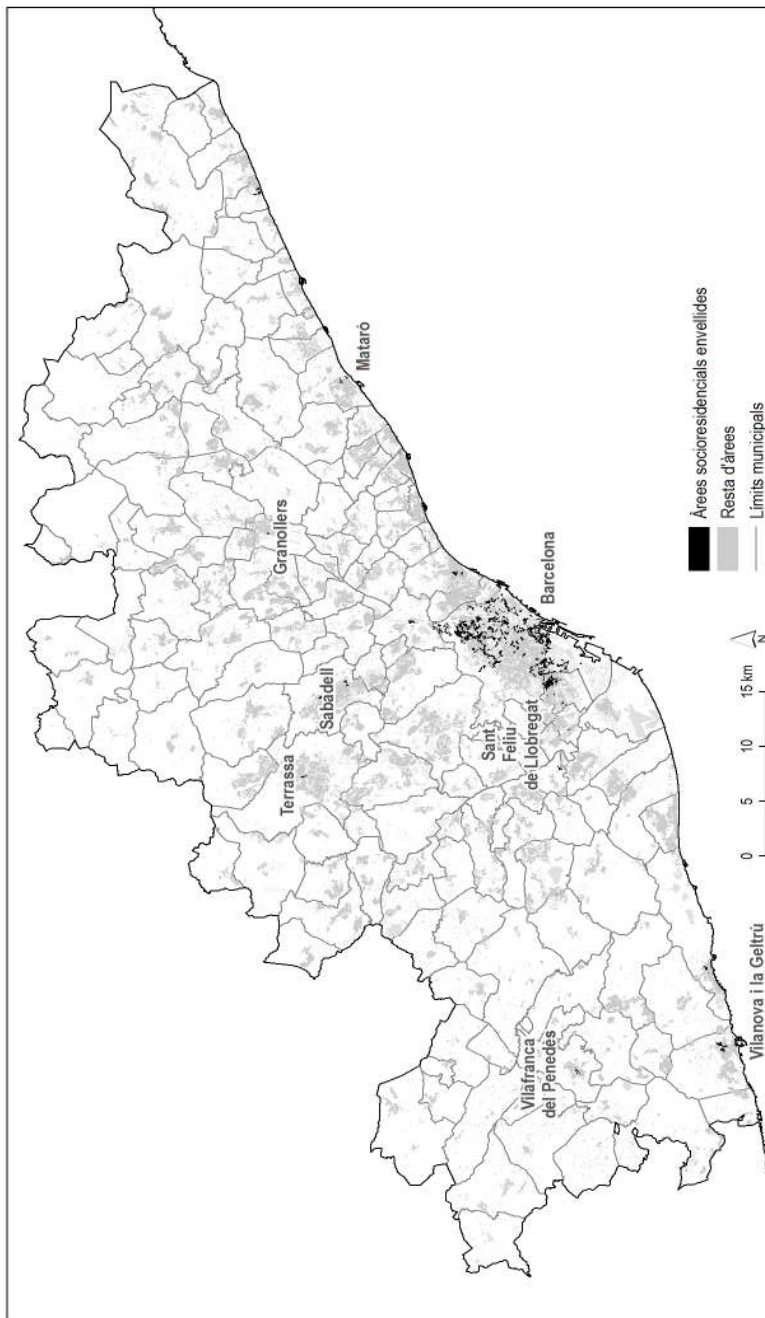 Granollers
Mataró
Sabadell
Terrassa
Sant
Feliu
de Llobregat
Barcelona
Vilafranca
del Penedès
Vilanova i la Geltrú
0 5 10 15 km
N
Àrees socioresidencials envellides
Resta d'àrees
Límits municipals